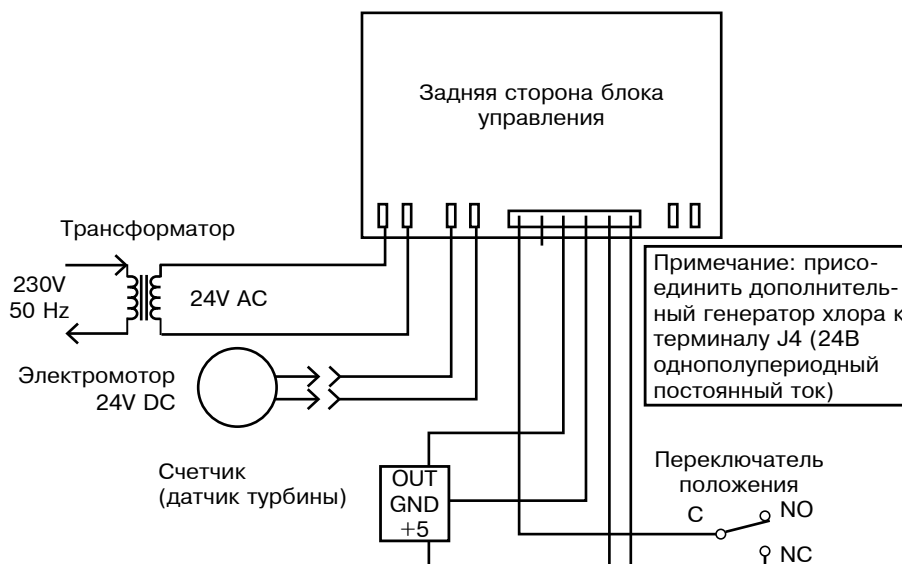 Задняя сторона блока
управления
Трансформатор
230V
50 Hz
24V AC
Примечание: присо-
единить дополнитель-
ный генератор хлора к
терминалу J4 (24В
однополупериодный
постоянный ток)
Электромотор
24V DC
Счетчик
(датчик турбины)
OUT
GND
+5
Переключатель
положения
C
NO
NC